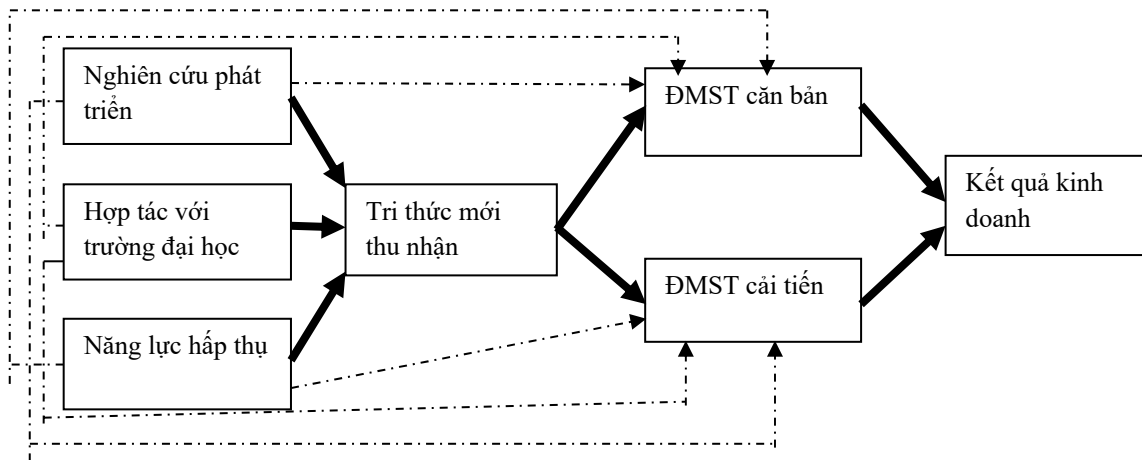 Nghiên cứu phát
triển
Hợp tác với
trường đại học
Năng lực hấp thụ
Tri thức mới
thu nhận
ĐMST căn bản
ĐMST cải tiến
Kết quả kinh
doanh